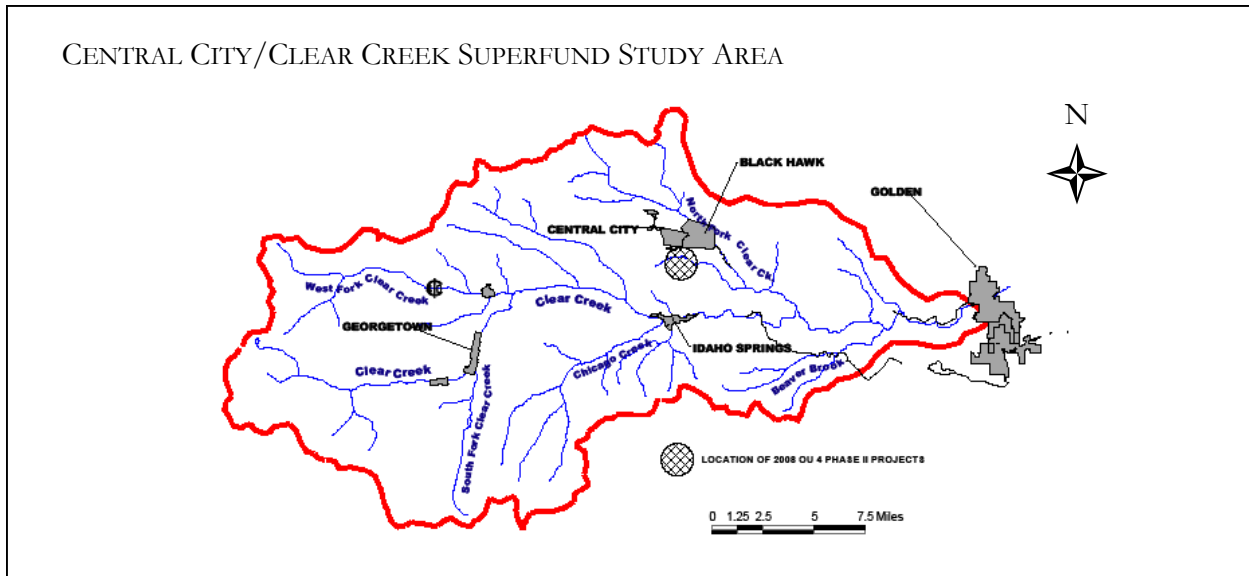 CENTRAL CITY/CLEAR CREEK SUPERFUND STUDY AREA
N
BLACK HAWK
GOLDEN
Northfork Clear Ck.
CENTRAL CITY
West Fork Clear Creek
Clear Creek
GEORGETOWN
IDAHO SPRINGS
Chicago Creek
Clear Creek
Beaver Brook
South Fork Clear Creek
LOCATION OF 2008 OU 4 PHASE II PROJECTS
0 1.25 2.5 5 7.5 Miles